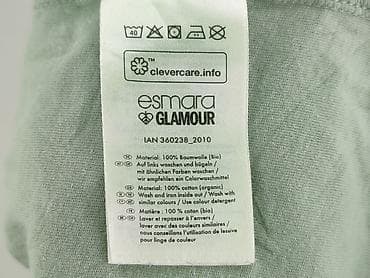 40
clevercare.info
esmara
GLAMOUR
IAN 360238_2010
Material: 100% Baumwolle (bio)
Auf links waschen und bügeln /
mit ähnlichen Farben waschen /
wir empfehlen ein Colorwaschmittel
Material: 100% cotton (organic)
Wash and iron inside out / Wash with
similar colours / Use colour detergent
Matière : 100 % coton (bio)
Laver et repasser à l'envers /
laver avec des couleurs similaires /
nous conseillons l'utilisation de lessive
pour linge de couleur